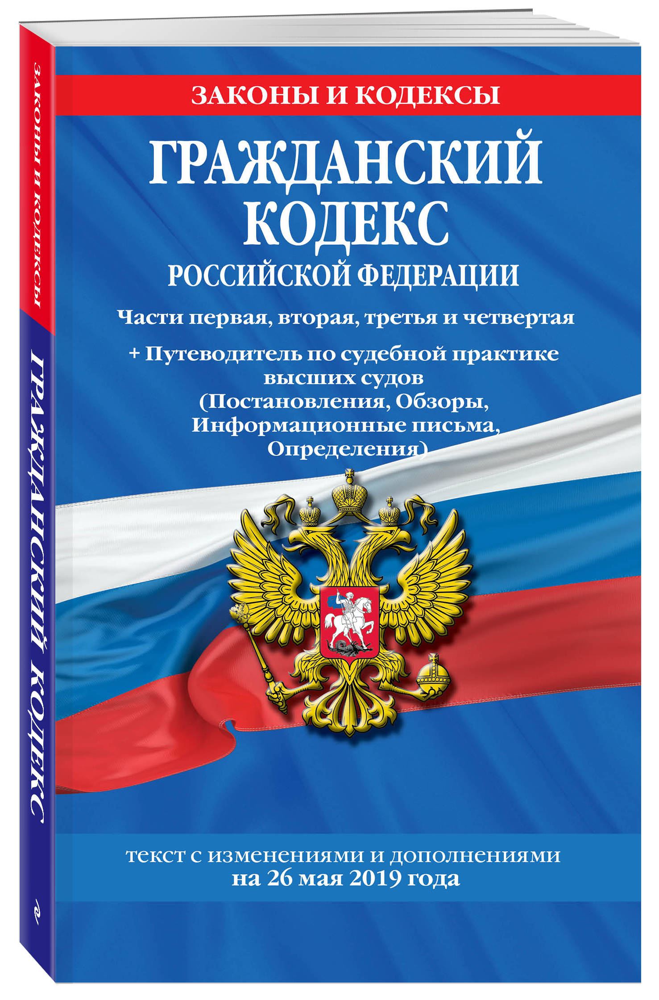 ЗАКОНЫ И КОДЕКСЫ
ГРАЖДАНСКИЙ
КОДЕКС
РОССИЙСКОЙ ФЕДЕРАЦИИ
Части первая, вторая, третья и четвертая
+ Путеводитель по судебной практике
высших судов
(Постановления, Обзоры,
Информационные письма,
Определения)
текст с изменениями и дополнениями
на 26 мая 2019 года
ЗАКОНЫ И КОДЕКСЫ
ГРАЖДАНСКИЙ КОДЕКС